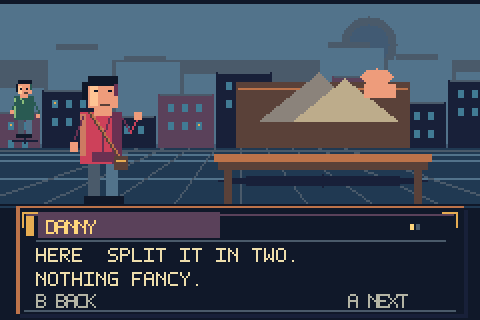 DANNY
HERE  SPLIT IT IN TWO.
NOTHING FANCY.
B BACK
A NEXT